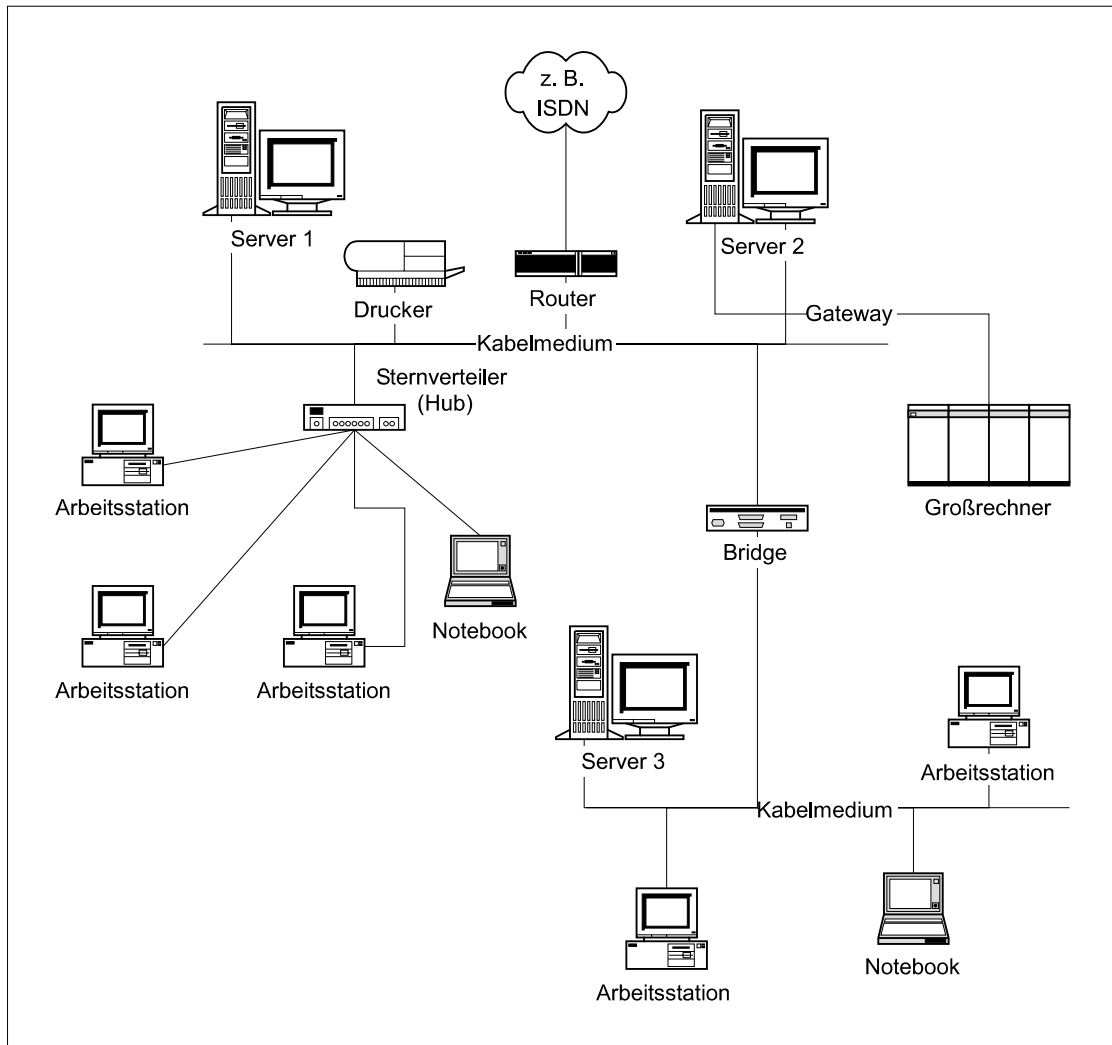 z. B.
ISDN
Server 1
Server 2
Drucker
Router
Gateway
Kabelmedium
Sternverteiler
(Hub)
Arbeitsstation
Großrechner
Bridge
Notebook
Arbeitsstation
Arbeitsstation
Server 3
Arbeitsstation
Kabelmedium
Arbeitsstation
Notebook